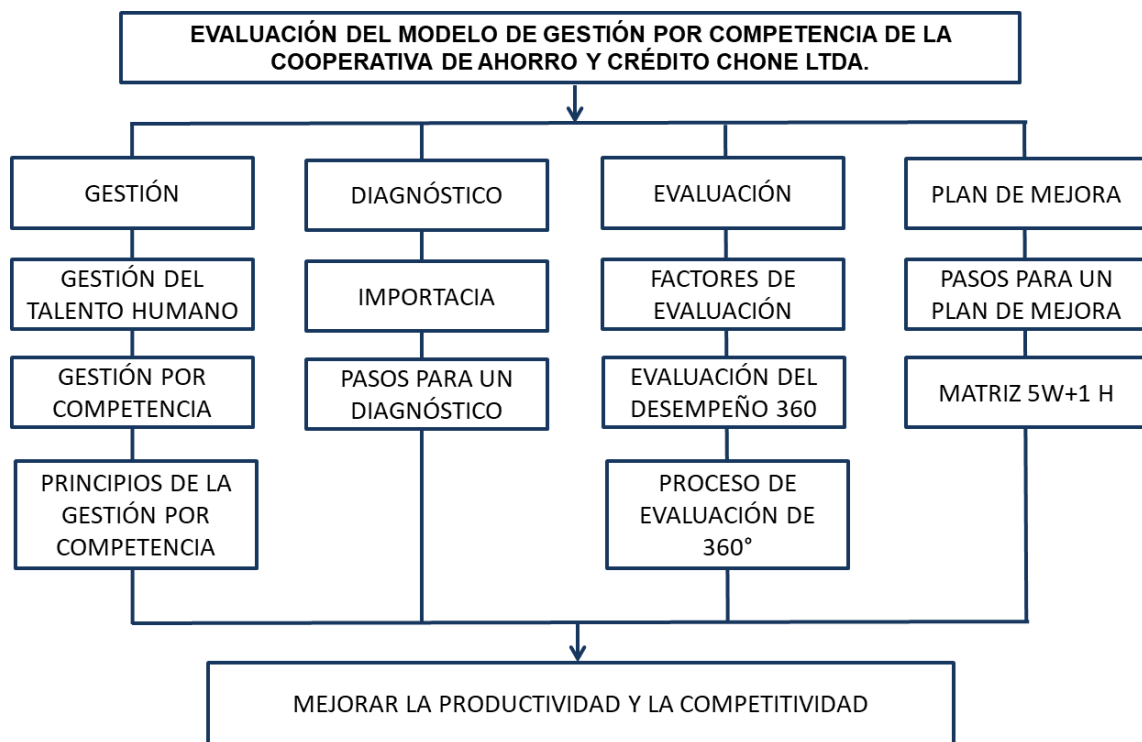 EVALUACIÓN DEL MODELO DE GESTIÓN POR COMPETENCIA DE LA
COOPERATIVA DE AHORRO Y CRÉDITO CHONE LTDA.
GESTIÓN
GESTIÓN DEL
TALENTO HUMANO
GESTIÓN POR
COMPETENCIA
PRINCIPIOS DE LA
GESTIÓN POR
COMPETENCIA
DIAGNÓSTICO
IMPORTACIA
PASOS PARA UN
DIAGNÓSTICO
EVALUACIÓN
FACTORES DE
EVALUACIÓN
EVALUACIÓN DEL
DESEMPEÑO 360
PROCESO DE
EVALUACIÓN DE
360°
PLAN DE MEJORA
PASOS PARA UN
PLAN DE MEJORA
MATRIZ 5W+1 H
MEJORAR LA PRODUCTIVIDAD Y LA COMPETITIVIDAD